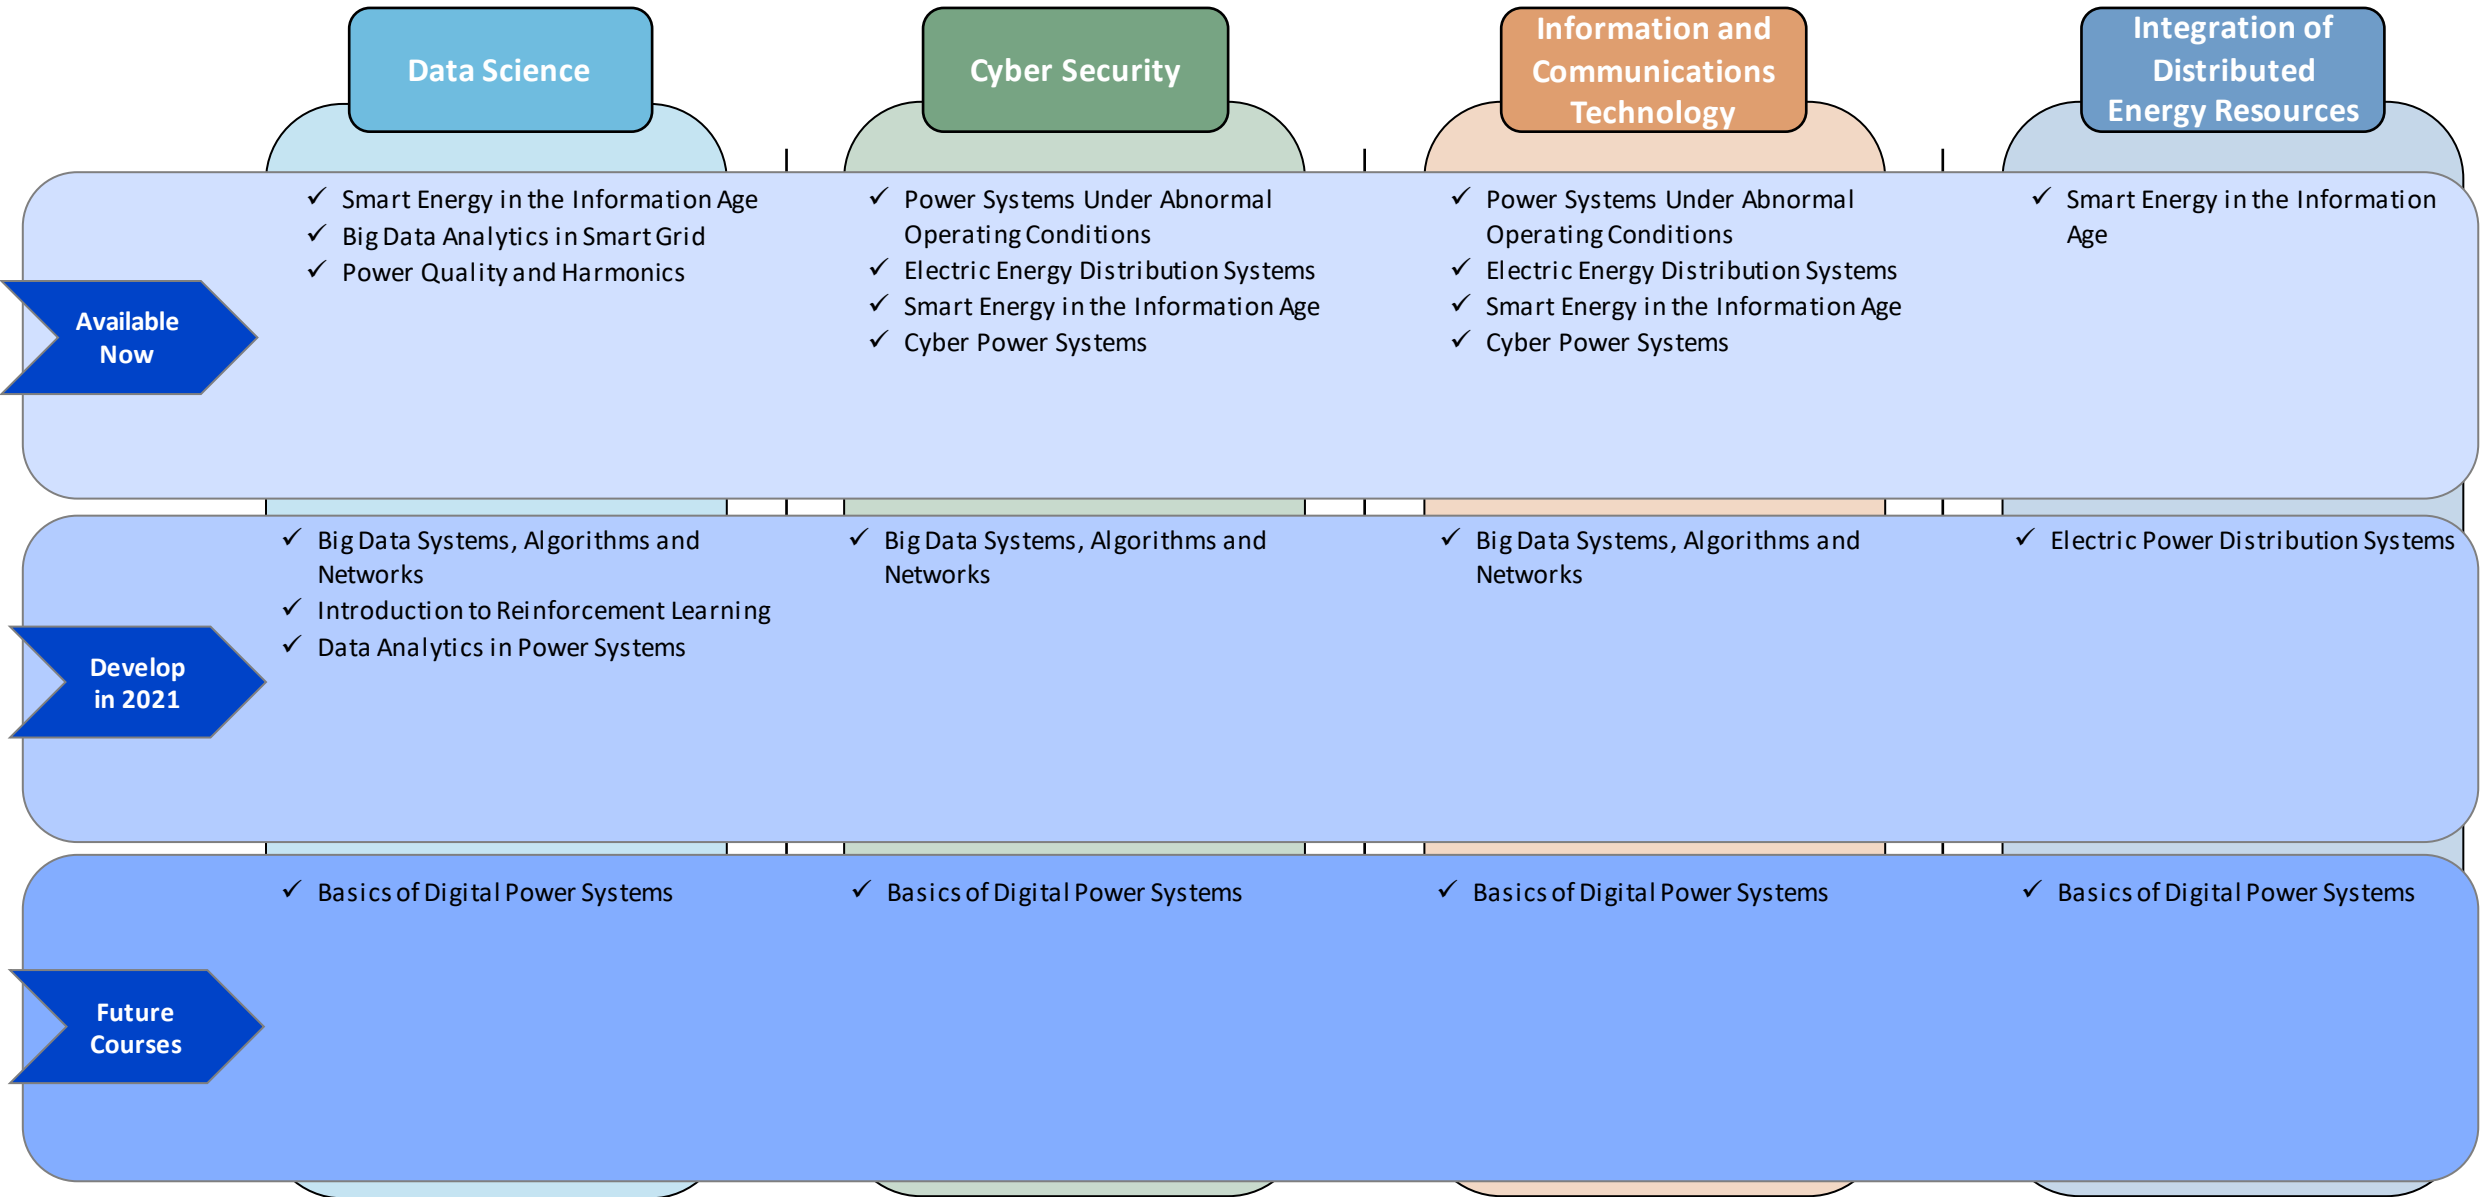 Data Science
Cyber Security
Information and
Communications
Technology
Integration of
Distributed
Energy Resources
Available
Now
✓ Smart Energy in the Information Age
✓ Big Data Analytics in Smart Grid
✓ Power Quality and Harmonics
✓ Power Systems Under Abnormal
Operating Conditions
✓ Electric Energy Distribution Systems
✓ Smart Energy in the Information Age
✓ Cyber Power Systems
✓ Power Systems Under Abnormal
Operating Conditions
✓ Electric Energy Distribution Systems
✓ Smart Energy in the Information Age
✓ Cyber Power Systems
✓ Smart Energy in the Information
Age
Develop
in 2021
✓ Big Data Systems, Algorithms and
Networks
✓ Introduction to Reinforcement Learning
✓ Data Analytics in Power Systems
✓ Big Data Systems, Algorithms and
Networks
✓ Big Data Systems, Algorithms and
Networks
✓ Electric Power Distribution Systems
Future
Courses
✓ Basics of Digital Power Systems
✓ Basics of Digital Power Systems
✓ Basics of Digital Power Systems
✓ Basics of Digital Power Systems